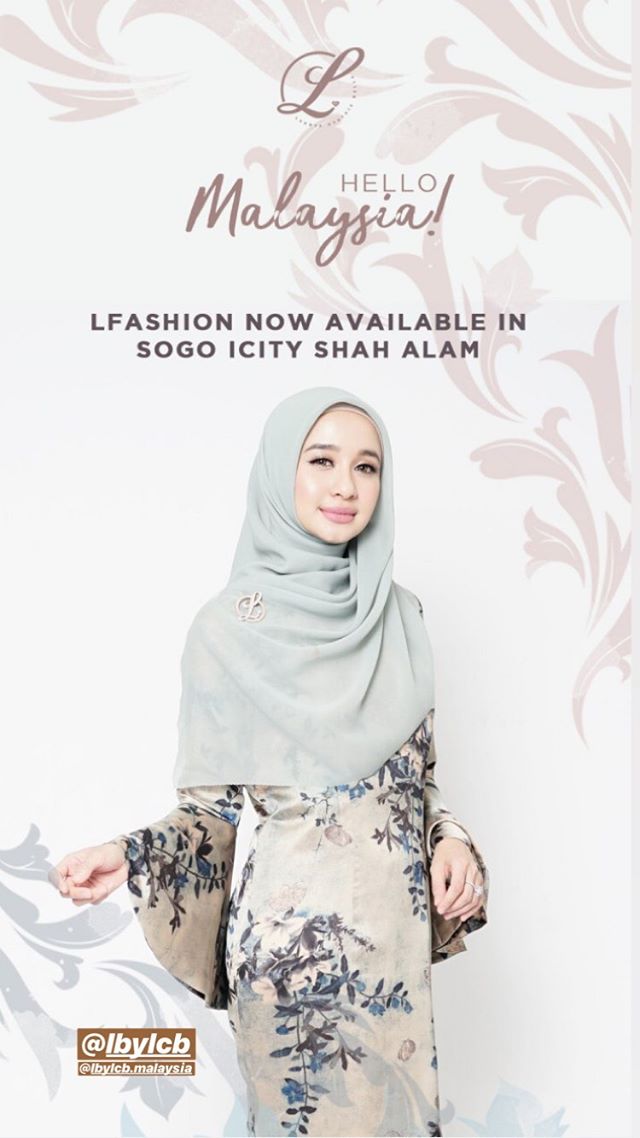 L
HELLO
Malaysia!
LFASHION NOW AVAILABLE IN
SOGO ICITY SHAH ALAM
L
@lbylcb
@lbylcb.malaysia